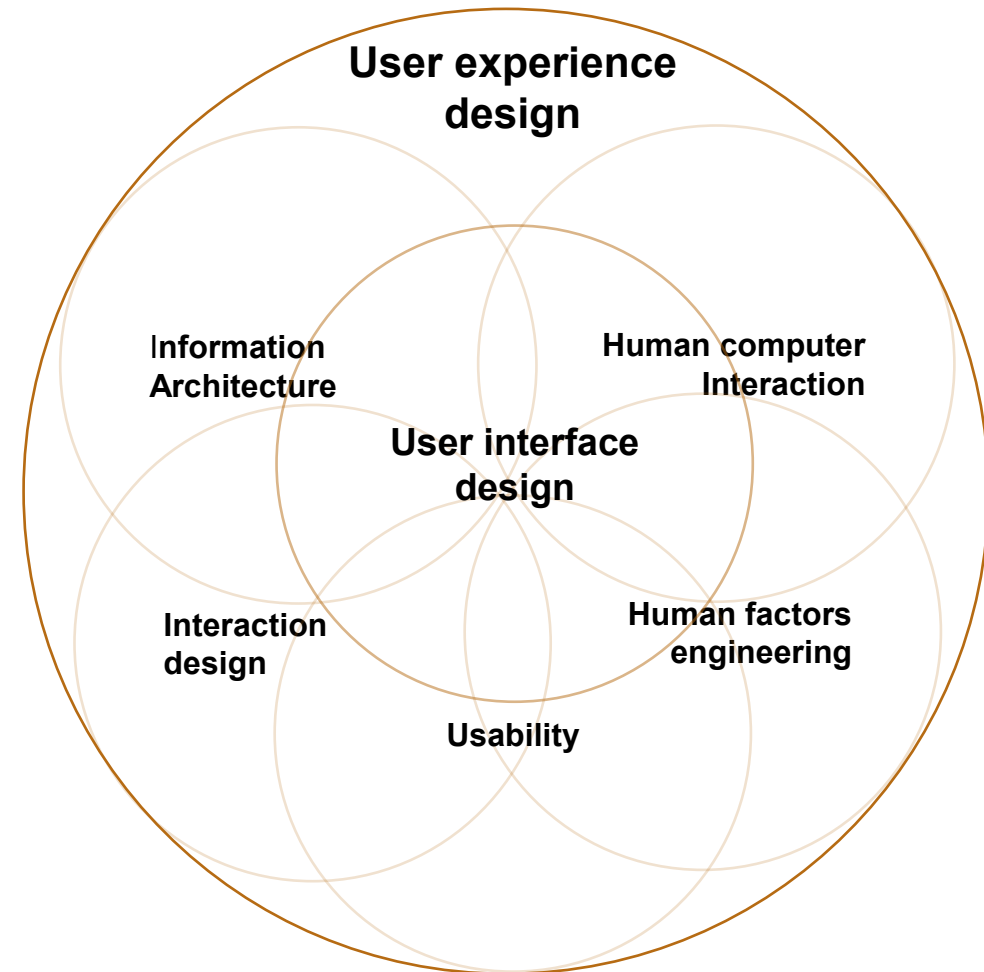 User experience
design
Information
Architecture
Human computer
Interaction
User interface
design
Interaction
design
Human factors
engineering
Usability